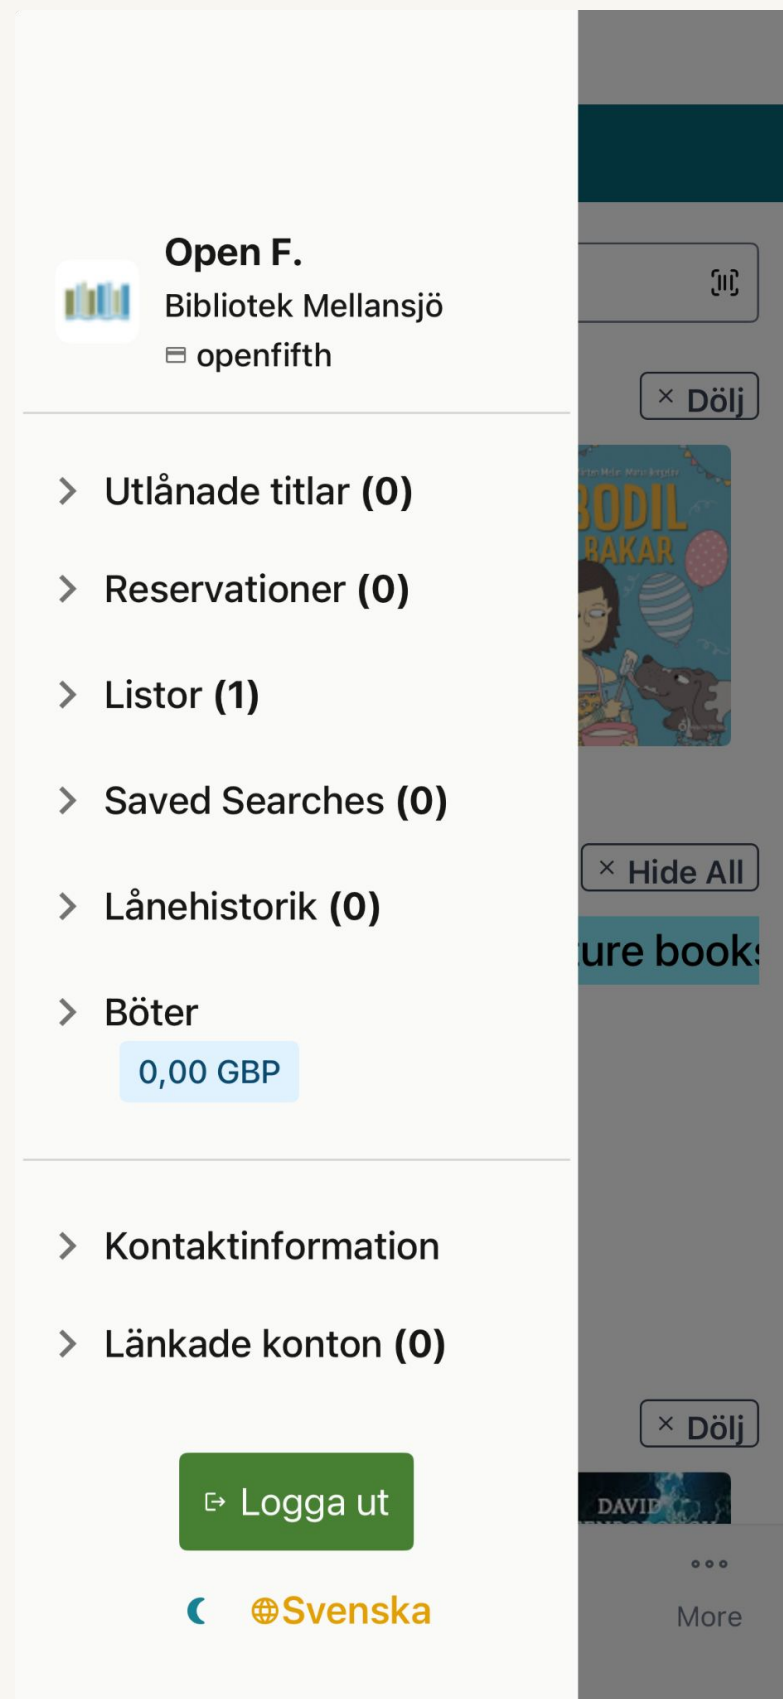 Open F.
Bibliotek Mellansjö
openfifth
Utlånade titlar (0)
Reservationer (0)
Listor (1)
Saved Searches (0)
Lånehistorik (0)
Böter
0,00 GBP
Kontaktinformation
Länkade konton (0)
Logga ut
Svenska
Dölj
BODIL
BAKAR
Hide All
ure books
Dölj
DAVID
More